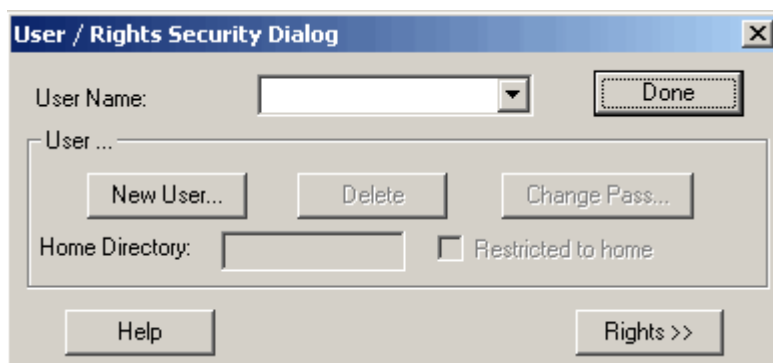 User / Rights Security Dialog
User Name:
Done
User ...
New User...
Delete
Change Pass...
Home Directory:
Restricted to home
Help
Rights >>